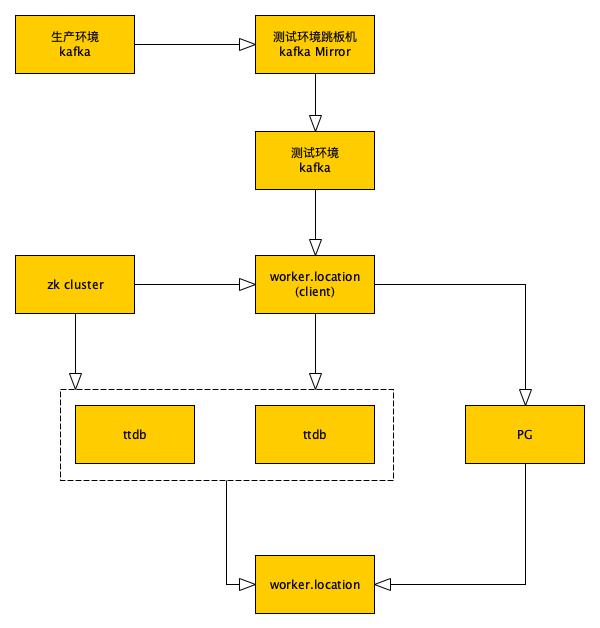 生产环境
kafka
测试环境跳板机
kafka Mirror
测试环境
kafka
zk cluster
worker.location
(client)
ttdb
ttdb
PG
worker.location